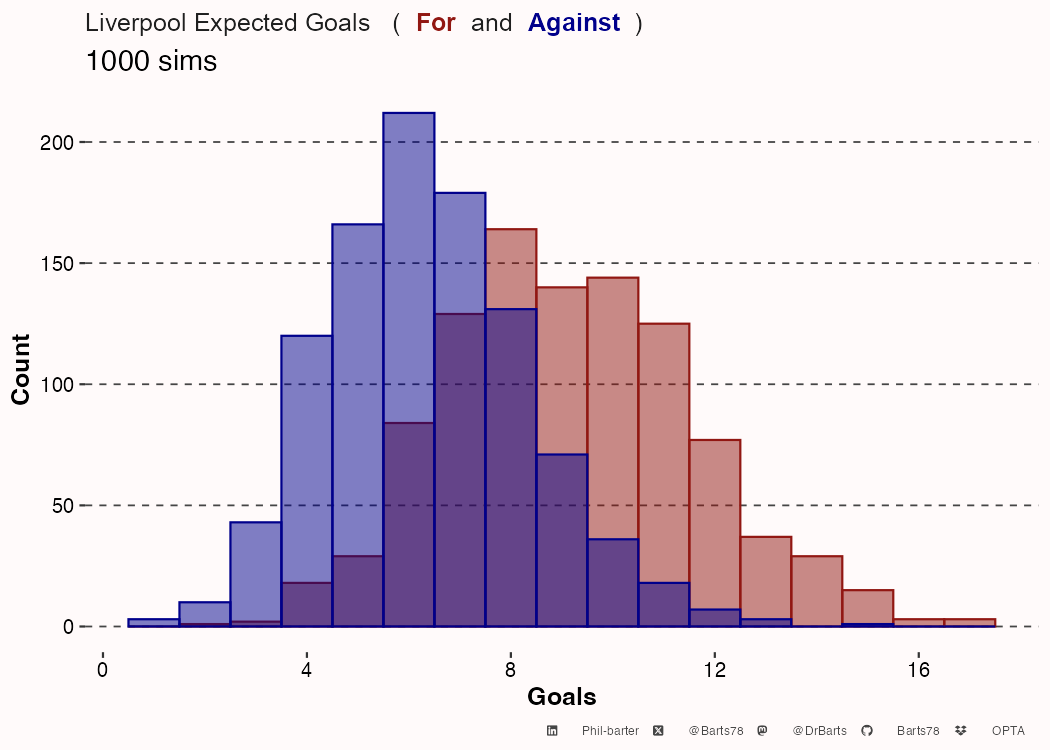 Liverpool Expected Goals ( For and Against )
1000 sims
200
150
100
50
0
Count
0 4 8 12 16
Goals
Phil-barter @Barts78 @DrBarts Barts78 OPTA